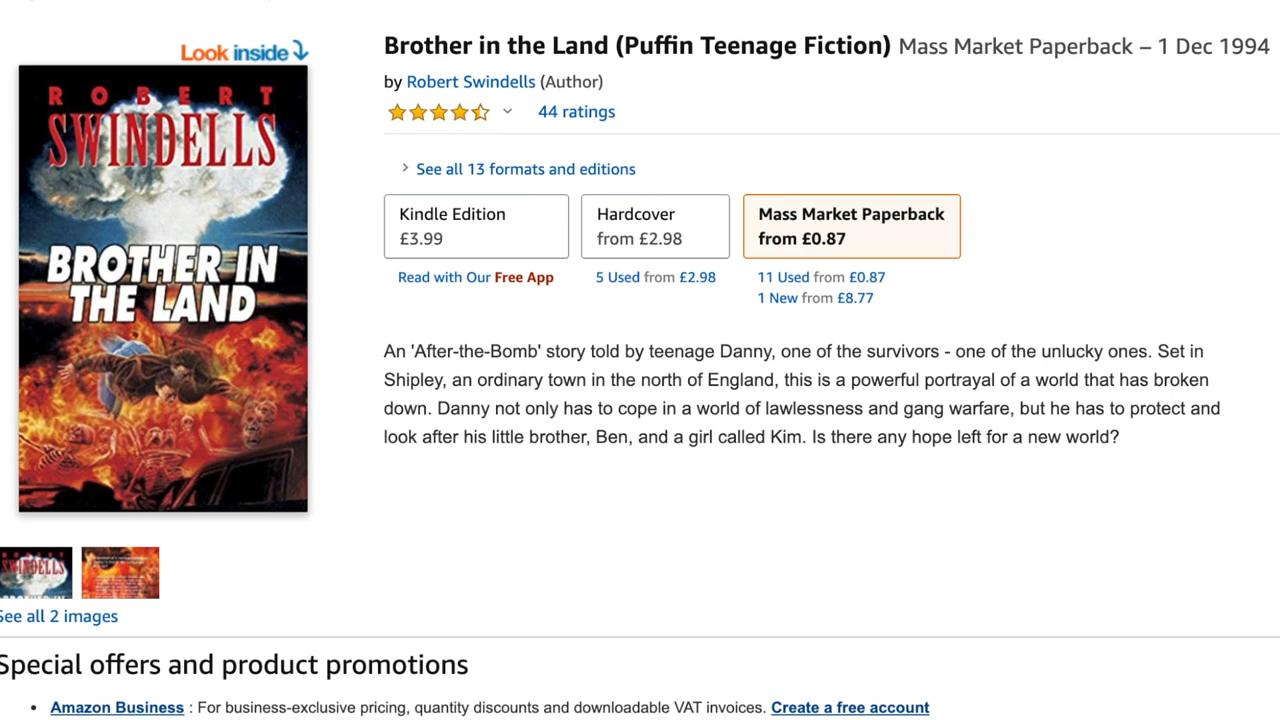 Look inside
Brother in the Land (Puffin Teenage Fiction) Mass Market Paperback – 1 Dec 1994
by Robert Swindells (Author)
44 ratings
See all 13 formats and editions
Kindle Edition
£3.99
Read with Our Free App
Hardcover
from £2.98
5 Used from £2.98
Mass Market Paperback
from £0.87
11 Used from £0.87
1 New from £8.77
ROBERT
SWINDELLS
BROTHER IN
THE LAND
An 'After-the-Bomb' story told by teenage Danny, one of the survivors - one of the unlucky ones. Set in
Shipley, an ordinary town in the north of England, this is a powerful portrayal of a world that has broken
down. Danny not only has to cope in a world of lawlessness and gang warfare, but he has to protect and
look after his little brother, Ben, and a girl called Kim. Is there any hope left for a new world?
SWINDELLS
See all 2 images
Special offers and product promotions
• Amazon Business : For business-exclusive pricing, quantity discounts and downloadable VAT invoices. Create a free account